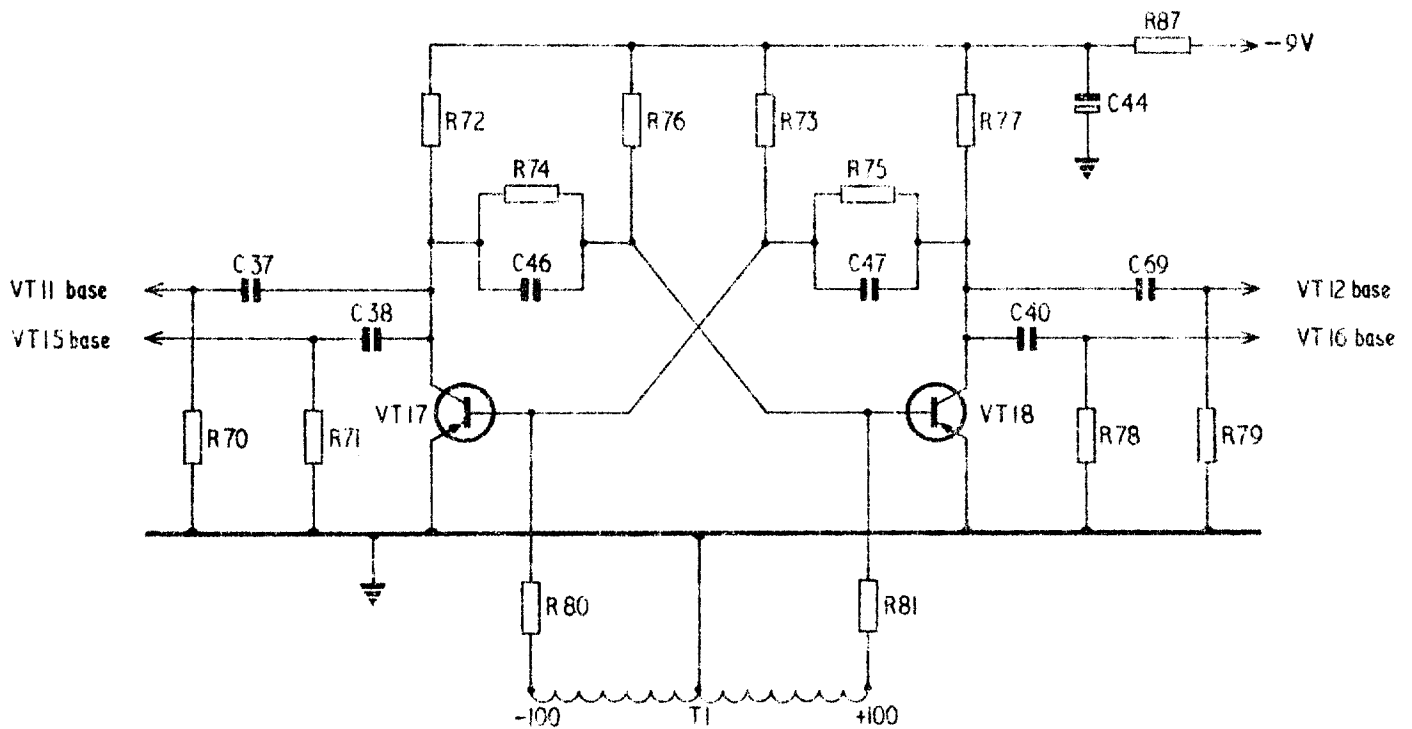 R87
-9V
C44
R72
R76
R73
R77
R74
R75
C37
C46
C47
C69
VT11 base
VT12 base
C38
C40
VT15 base
VT16 base
VT17
VT18
R70
R71
R78
R79
R80
R81
-100
T1
+100